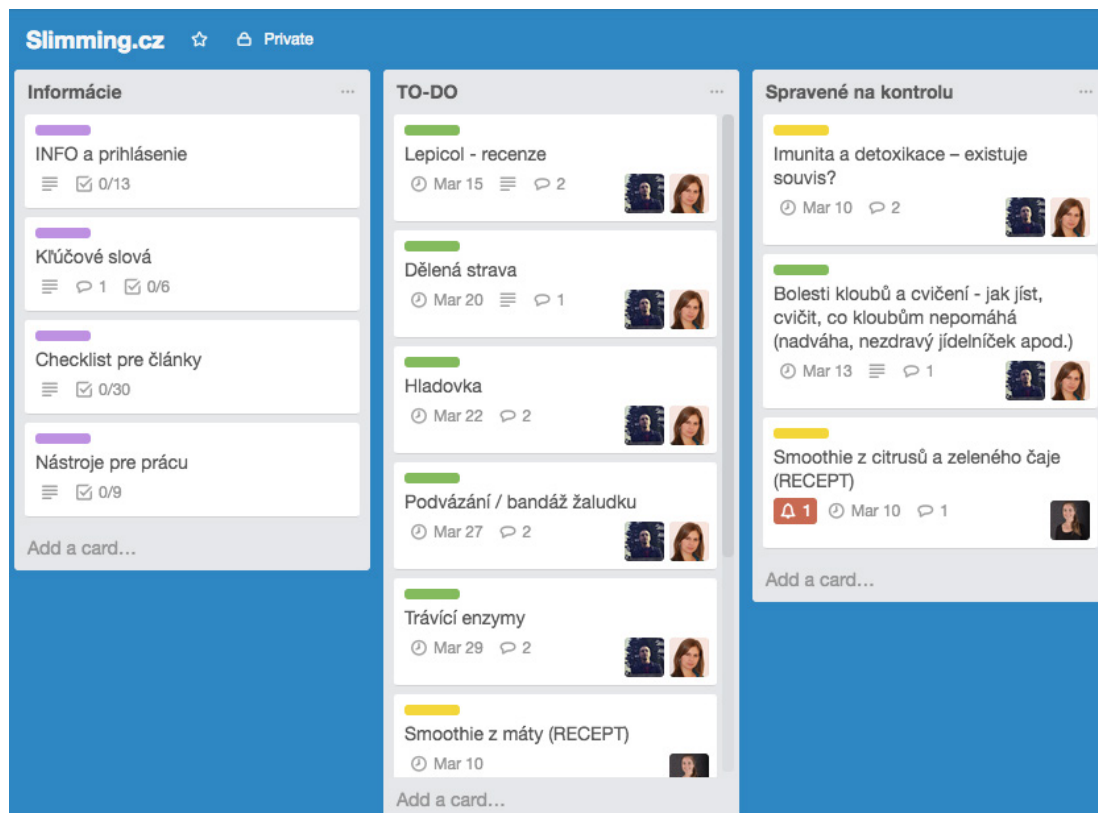 Slimming.cz Private
Informácie
INFO a prihlásenie
0/13
Kľúčové slová
1 0/6
Checklist pre články
0/30
Nástroje pre prácu
0/9
Add a card…
TO-DO
Lepicol - recenze
Mar 15 2
Dělená strava
Mar 20 1
Hladovka
Mar 22 2
Podvázání / bandáž žaludku
Mar 27 2
Trávící enzymy
Mar 29 2
Smoothie z máty (RECEPT)
Mar 10
Add a card…
Spravené na kontrolu
Imunita a detoxikace – existuje
souvis?
Mar 10 2
Bolesti kloubů a cvičení - jak jíst,
cvičit, co kloubům nepomáhá
(nadváha, nezdravý jídelníček apod.)
Mar 13 1
Smoothie z citrusů a zeleného čaje
(RECEPT)
1 Mar 10 1
Add a card…